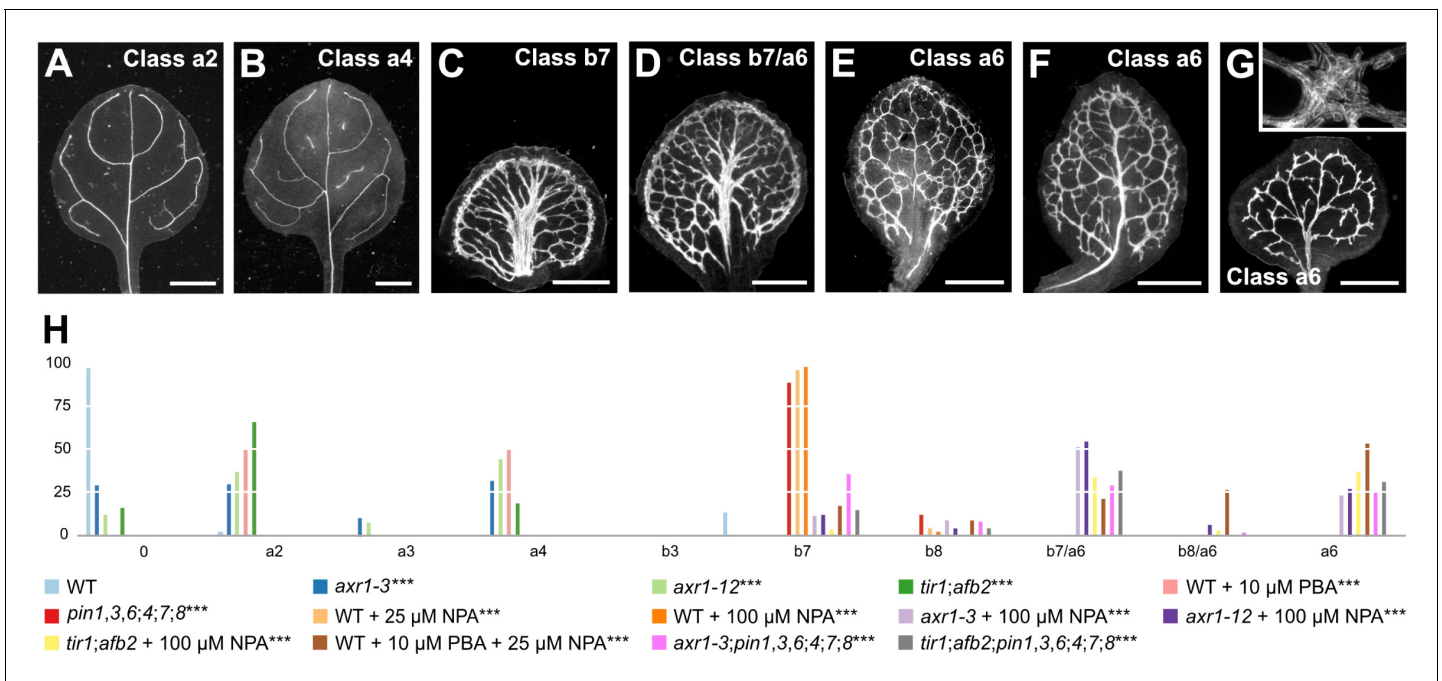 A Class a2
B Class a4
C Class b7
D Class b7/a6
E Class a6
F Class a6
G
Class a6
H
100
75
50
25
0
0 a2 a3 a4 b3 b7 b8 b7/a6 b8/a6 a6
WT axr1-3*** axr1-12*** tir1;afb2*** WT + 10 µM PBA***
pin1,3,6;4;7;8*** WT + 25 µM NPA*** WT + 100 µM NPA*** axr1-3 + 100 µM NPA*** axr1-12 + 100 µM NPA***
tir1;afb2 + 100 µM NPA*** WT + 10 µM PBA + 25 µM NPA*** axr1-3;pin1,3,6;4;7;8*** tir1;afb2;pin1,3,6;4;7;8***